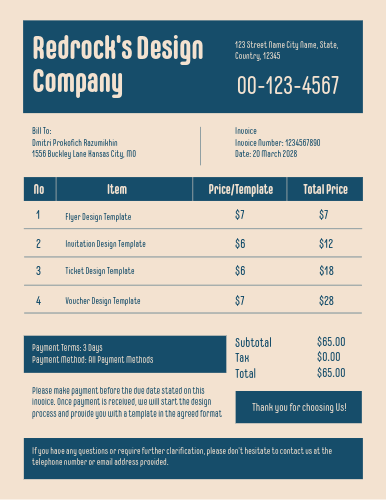 Redrock's Design
Company
123 Street Name City Name, State,
Country, 12345
00-123-4567
Bill To:
Dmitri Prokofich Razumikhin
1556 Buckley Lane Kansas City, MO
Invoice
Invoice Number: 1234567890
Date: 20 March 2028
No Item Price/Template Total Price
1 Flyer Design Template $7 $7
2 Invitation Design Template $6 $12
3 Ticket Design Template $6 $18
4 Voucher Design Template $7 $28
Payment Terms: 3 Days
Payment Method: All Payment Methods
Please make payment before the due date stated on this
invoice. Once payment is received, we will start the design
process and provide you with a template in the agreed format
Subtotal $65.00
Tax $0.00
Total $65.00
Thank you for choosing Us!
If you have any questions or require further clarification, please don't hesitate to contact us at the
telephone number or email address provided.